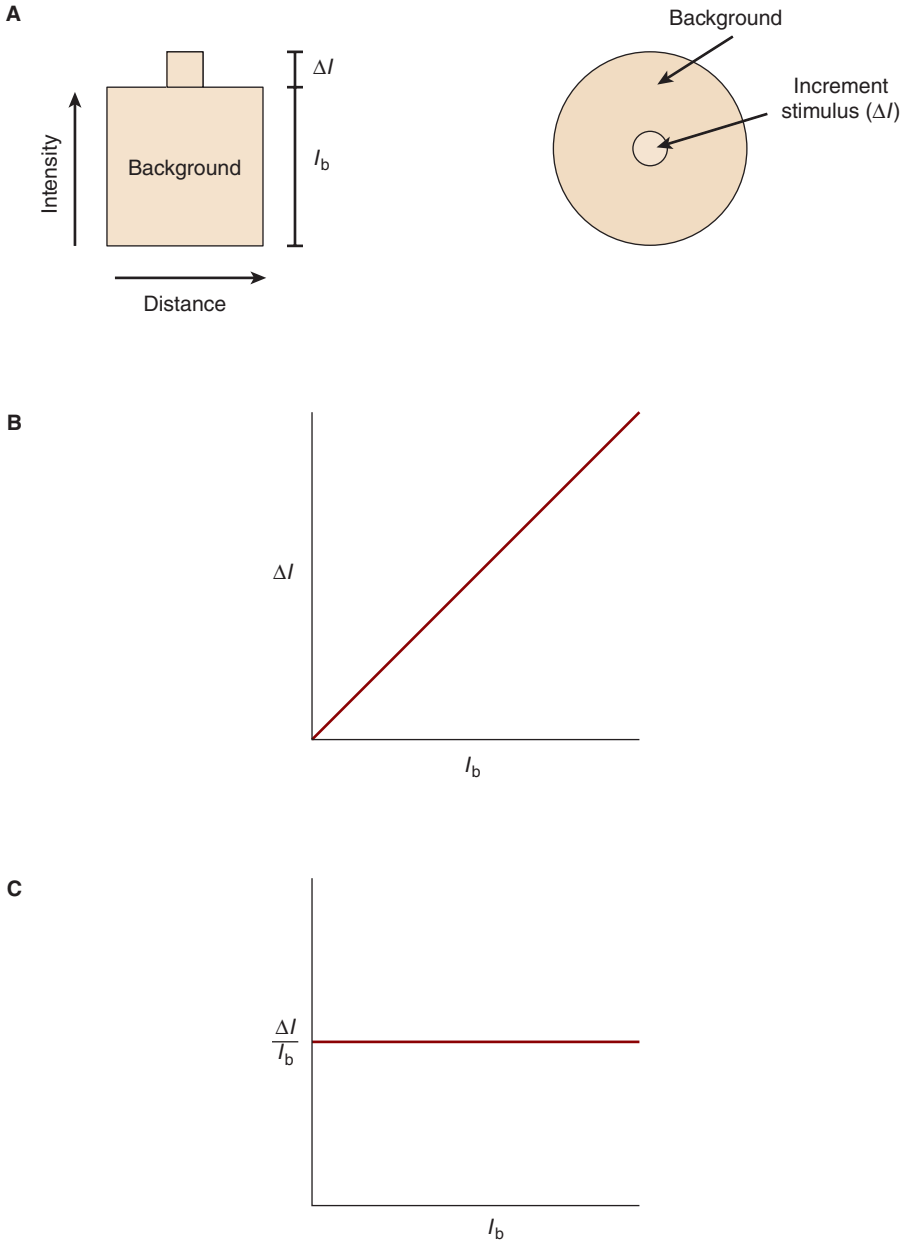 A
ΔI
Background
Intensity
I_b
Distance
Background
Increment
stimulus (ΔI)
B
ΔI
I_b
C
ΔI
I_b
I_b